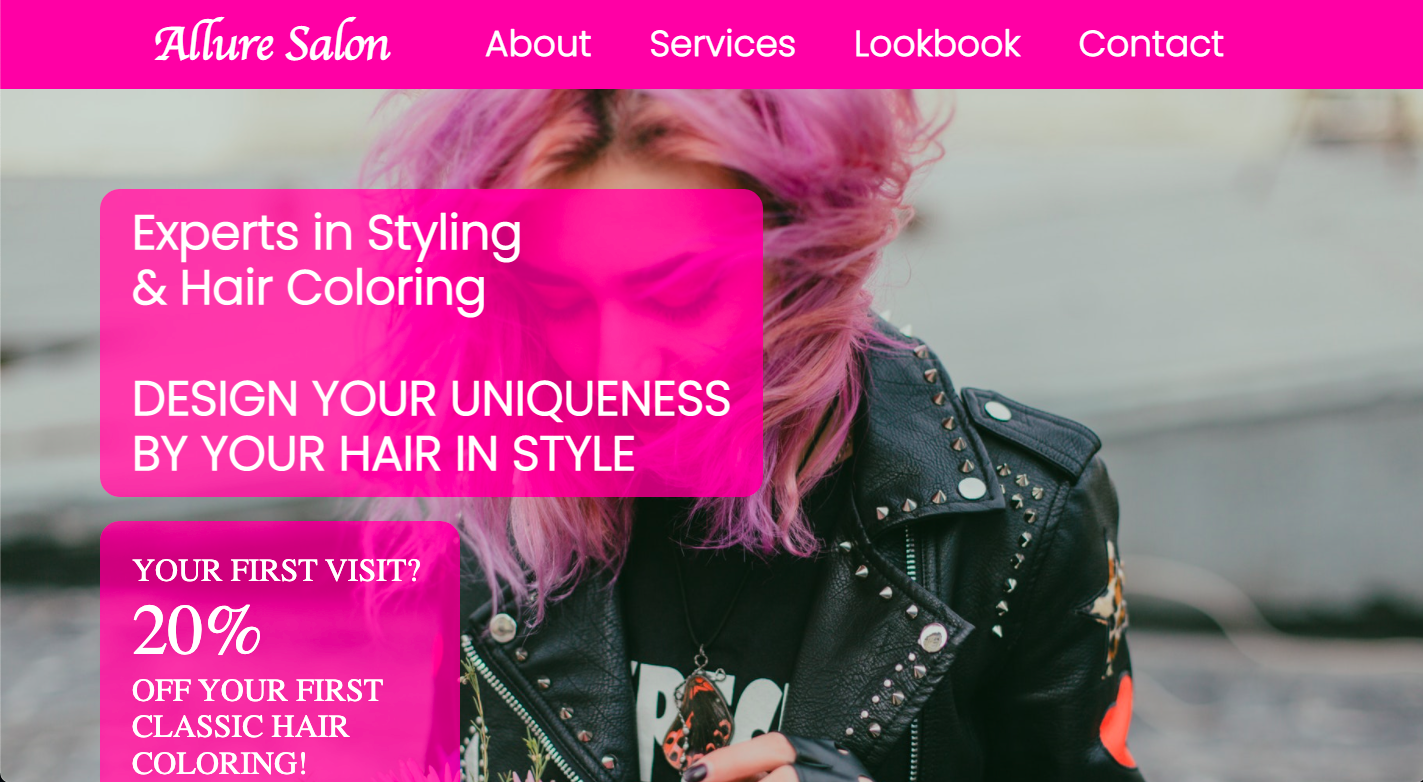 Allure Salon About Services Lookbook Contact
Experts in Styling
& Hair Coloring
DESIGN YOUR UNIQUENESS
BY YOUR HAIR IN STYLE
YOUR FIRST VISIT?
20%
OFF YOUR FIRST
CLASSIC HAIR
COLORING!